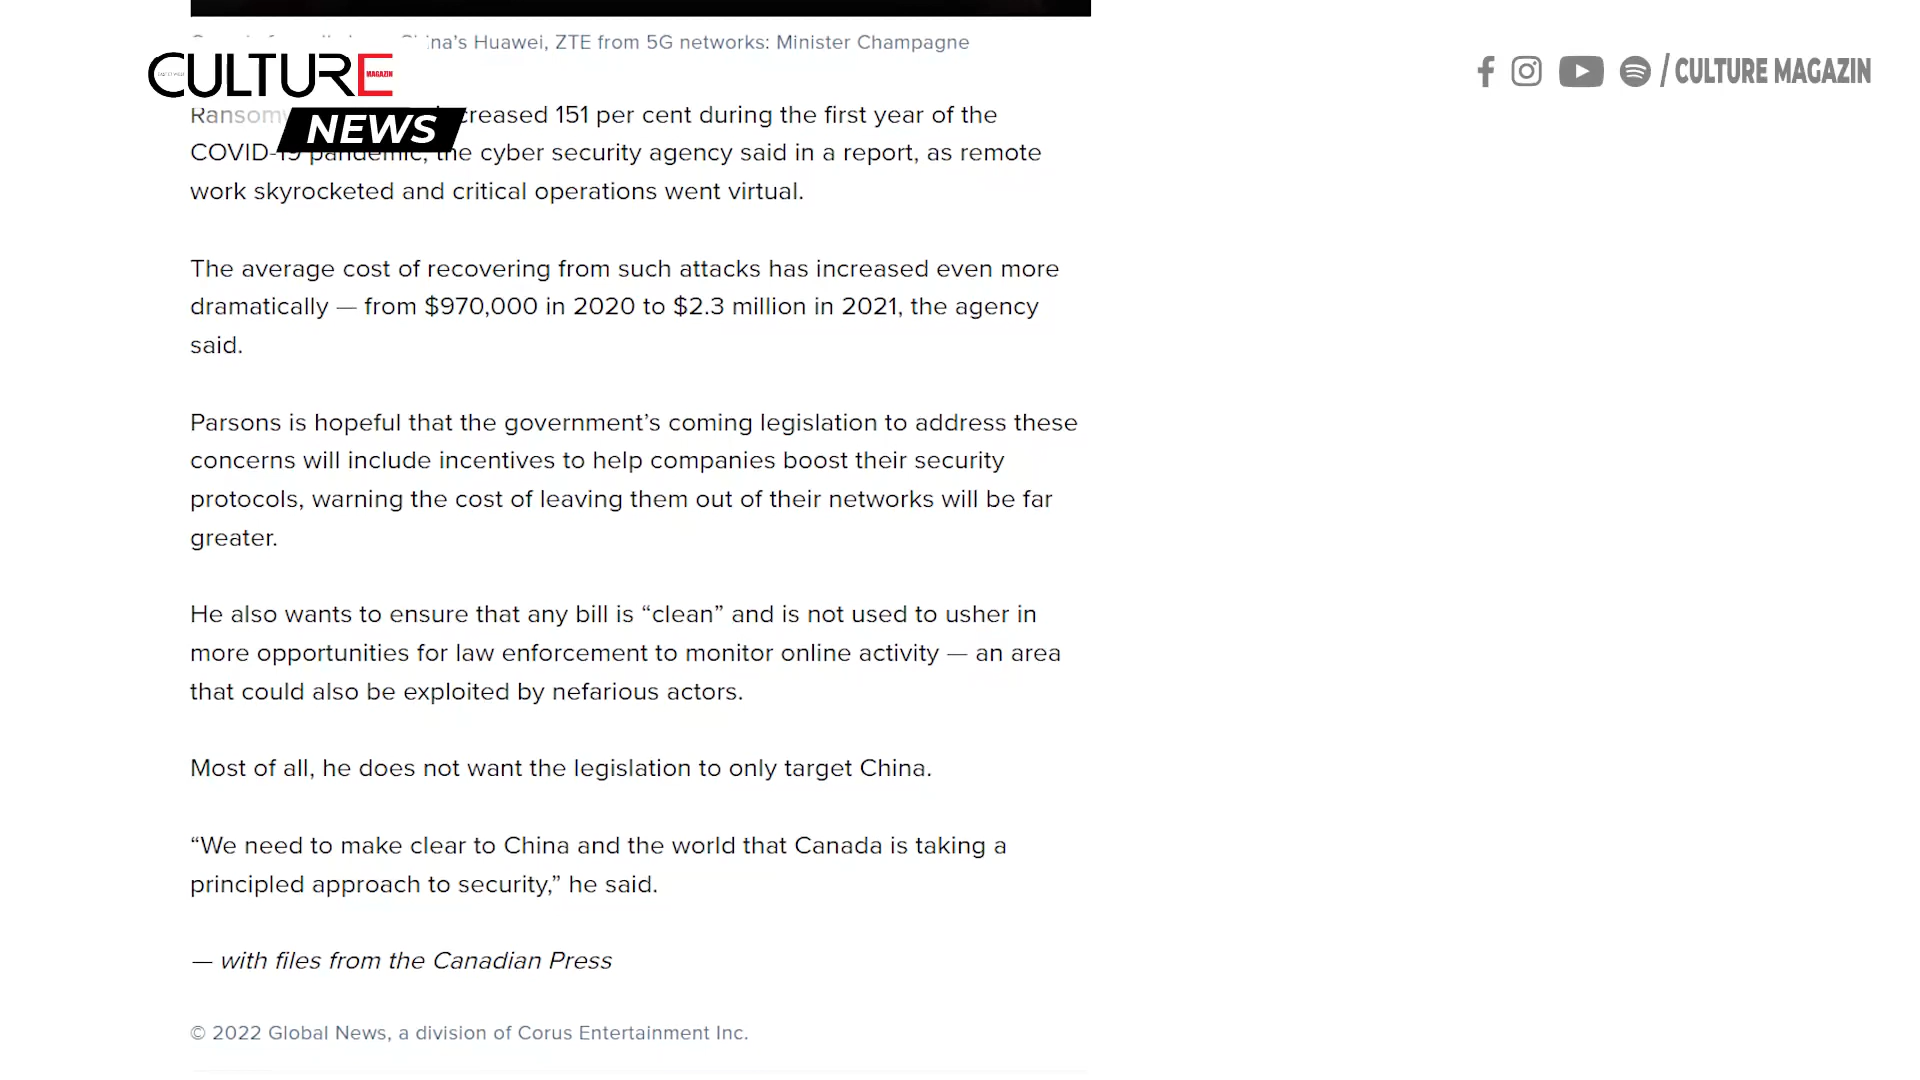 na’s Huawei, ZTE from 5G networks: Minister Champagne
CULTURE
MAGAZIN
NEWS
/ CULTURE MAGAZIN
creased 151 per cent during the first year of the
COVID-19 pandemic, the cyber security agency said in a report, as remote
work skyrocketed and critical operations went virtual.
The average cost of recovering from such attacks has increased even more
dramatically — from $970,000 in 2020 to $2.3 million in 2021, the agency
said.
Parsons is hopeful that the government’s coming legislation to address these
concerns will include incentives to help companies boost their security
protocols, warning the cost of leaving them out of their networks will be far
greater.
He also wants to ensure that any bill is “clean” and is not used to usher in
more opportunities for law enforcement to monitor online activity — an area
that could also be exploited by nefarious actors.
Most of all, he does not want the legislation to only target China.
“We need to make clear to China and the world that Canada is taking a
principled approach to security,” he said.
— with files from the Canadian Press
© 2022 Global News, a division of Corus Entertainment Inc.